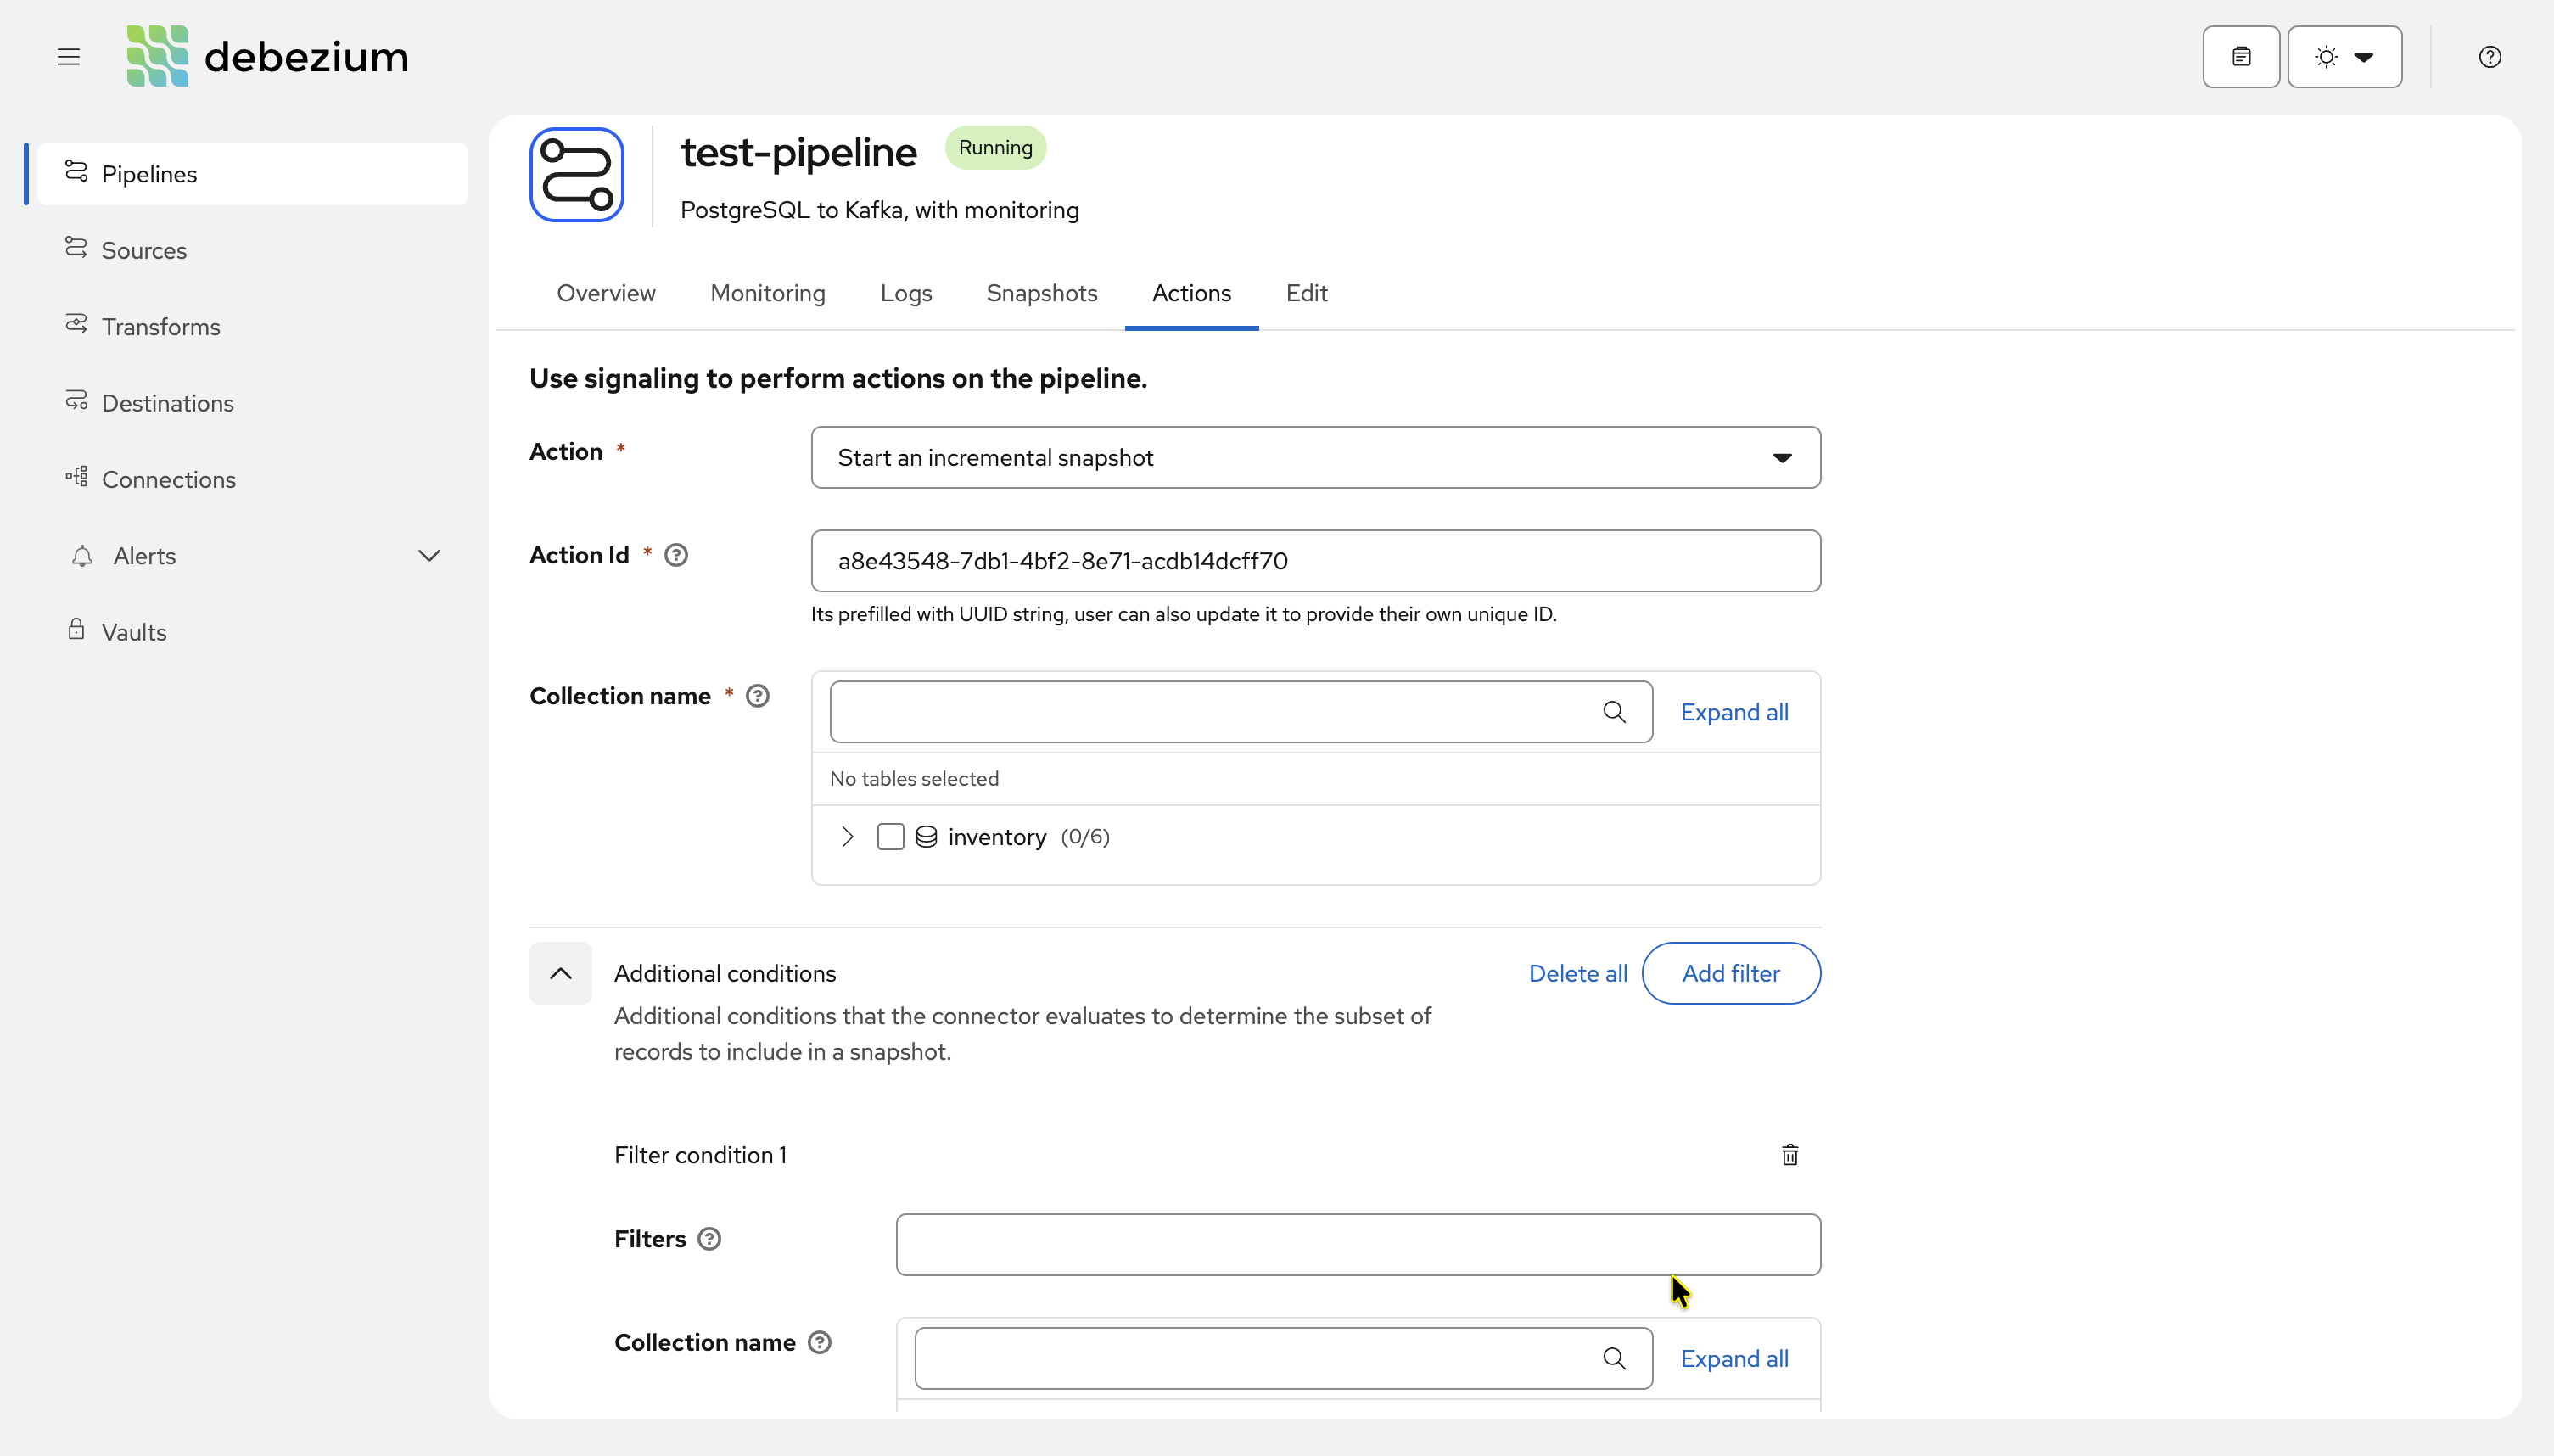 debezium
Pipelines
Sources
Transforms
Destinations
Connections
Alerts
Vaults
test-pipeline
Running
PostgreSQL to Kafka, with monitoring
Overview Monitoring Logs Snapshots Actions Edit
Use signaling to perform actions on the pipeline.
Action *
Start an incremental snapshot
Action Id *
a8e43548-7db1-4bf2-8e71-acdb14dcff70
Its prefilled with UUID string, user can also update it to provide their own unique ID.
Collection name *
Expand all
No tables selected
inventory (0/6)
Additional conditions
Delete all
Add filter
Additional conditions that the connector evaluates to determine the subset of
records to include in a snapshot.
Filter condition 1
Filters
Collection name
Expand all